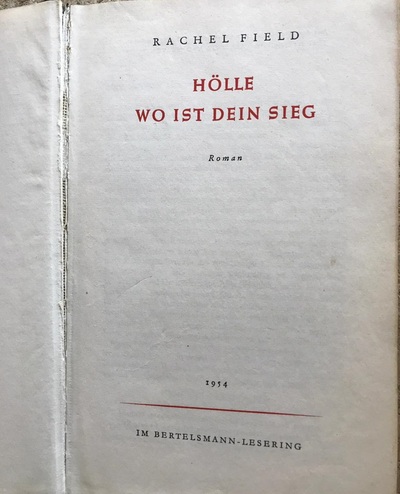 RACHEL FIELD
HÖLLE
WO IST DEIN SIEG
Roman
1954
IM BERTELSMANN-LESERING